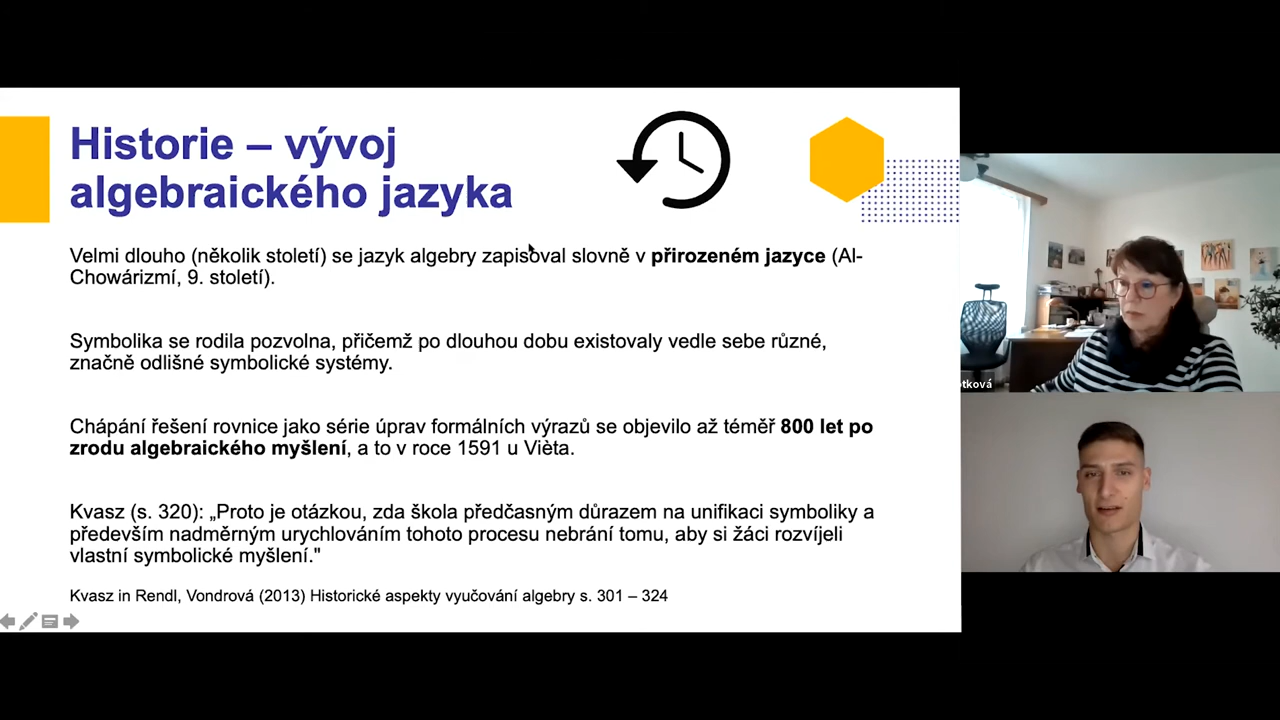 Historie – vývoj
algebraického jazyka
Velmi dlouho (několik století) se jazyk algebry zapisoval slovně v přirozeném jazyce (Al-
Chowárizmí, 9. století).
Symbolika se rodila pozvolna, přičemž po dlouhou dobu existovaly vedle sebe různé,
značně odlišné symbolické systémy.
Chápání řešení rovnice jako série úprav formálních výrazů se objevilo až téměř 800 let po
zrodu algebraického myšlení, a to v roce 1591 u Vièta.
Kvasz (s. 320): „Proto je otázkou, zda škola předčasným důrazem na unifikaci symboliky a
především nadměrným urychlováním tohoto procesu nebrání tomu, aby si žáci rozvíjeli
vlastní symbolické myšlení."
Kvasz in Rendl, Vondrová (2013) Historické aspekty vyučování algebry s. 301 – 324